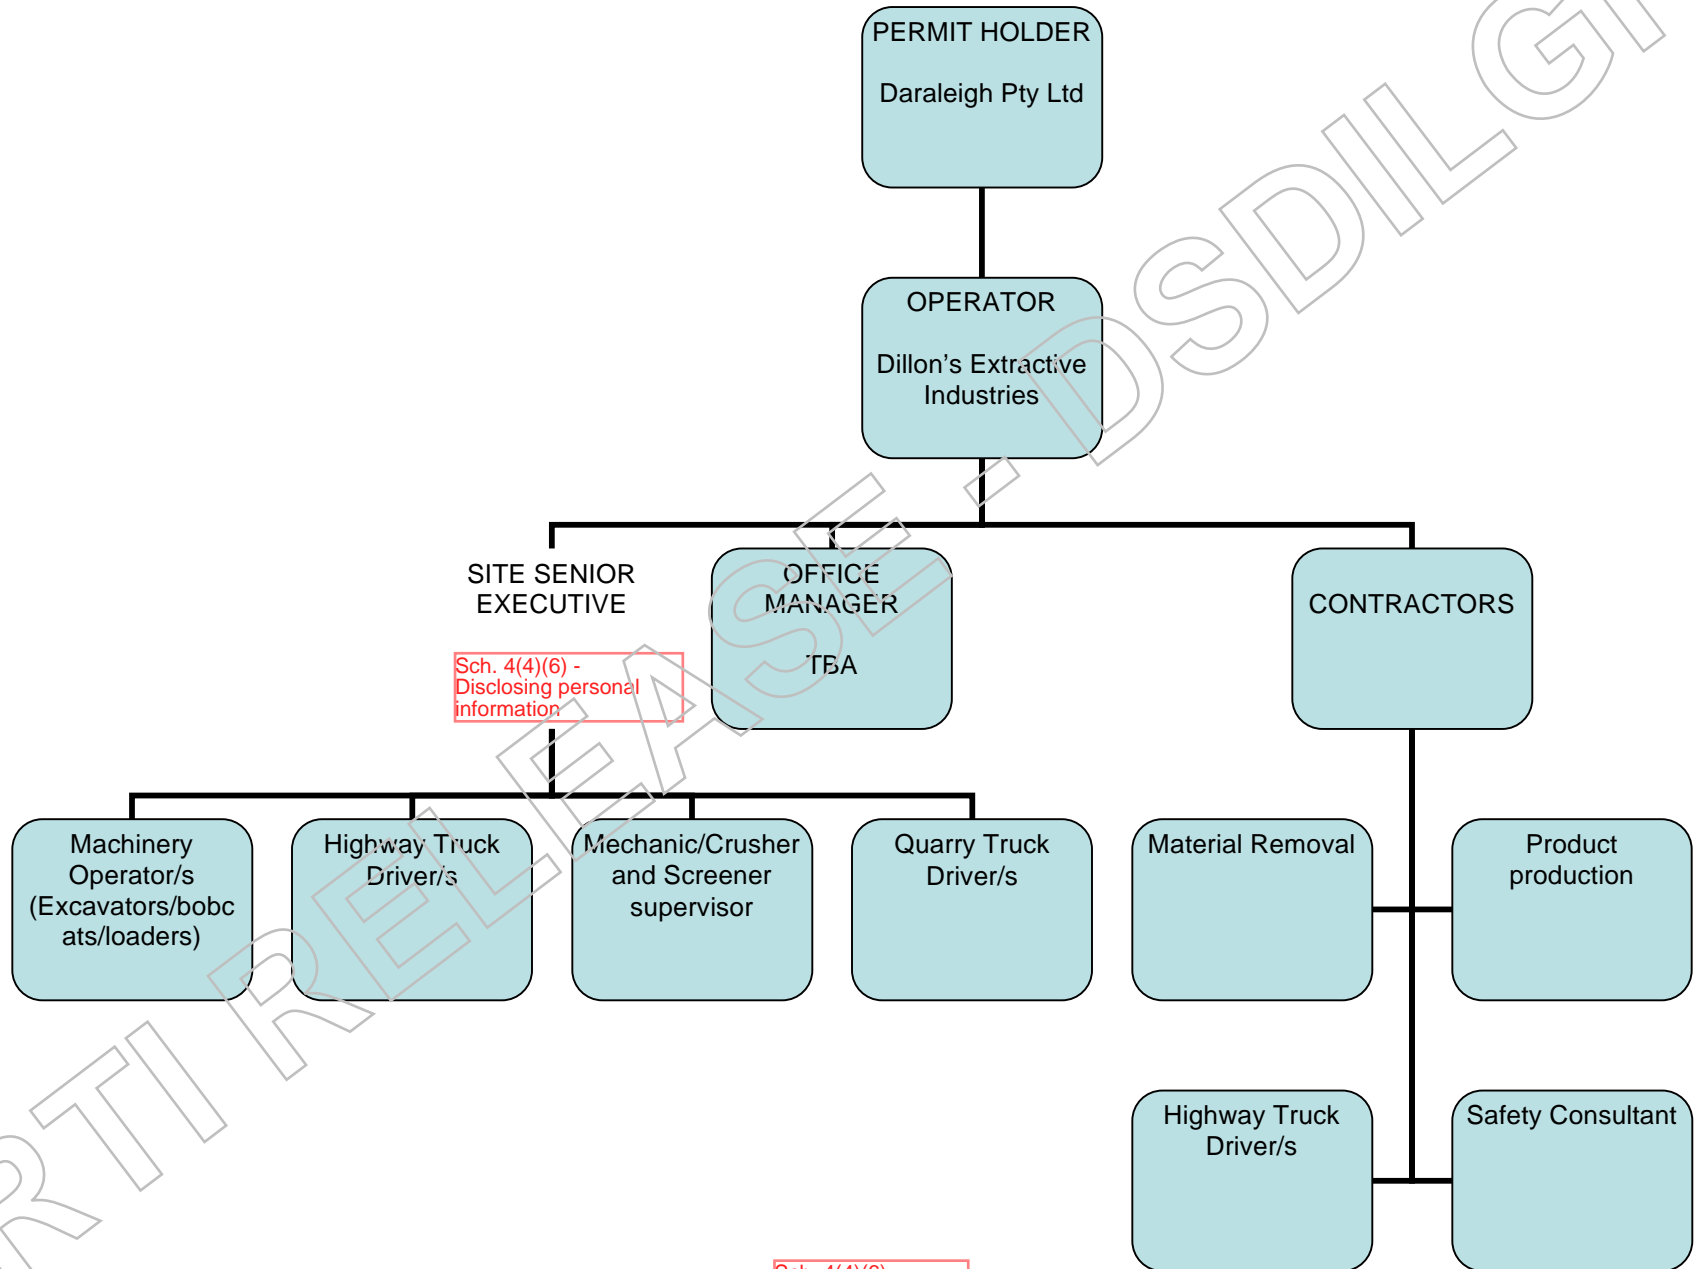 PERMIT HOLDER
Daraleigh Pty Ltd
OPERATOR
Dillon’s Extractive
Industries
SITE SENIOR
EXECUTIVE
Sch. 4(4)(6) -
Disclosing personal
information
OFFICE
MANAGER
TBA
CONTRACTORS
Machinery
Operator/s
(Excavators/bobc
ats/loaders)
Highway Truck
Driver/s
Mechanic/Crusher
and Screener
supervisor
Quarry Truck
Driver/s
Material Removal
Product
production
Highway Truck
Driver/s
Safety Consultant
RTI RELEASE - DSDILG